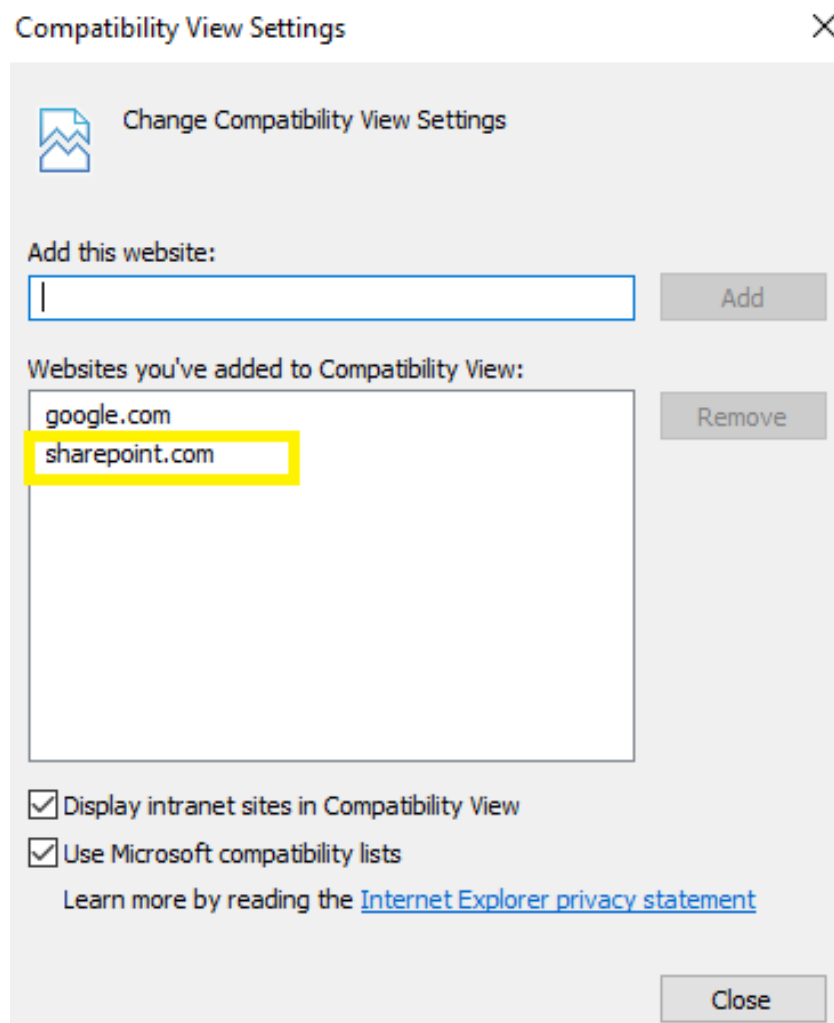 Compatibility View Settings
Change Compatibility View Settings
Add this website:
Add
Websites you've added to Compatibility View:
google.com
Remove
sharepoint.com
Display intranet sites in Compatibility View
Use Microsoft compatibility lists
Learn more by reading the Internet Explorer privacy statement
Close